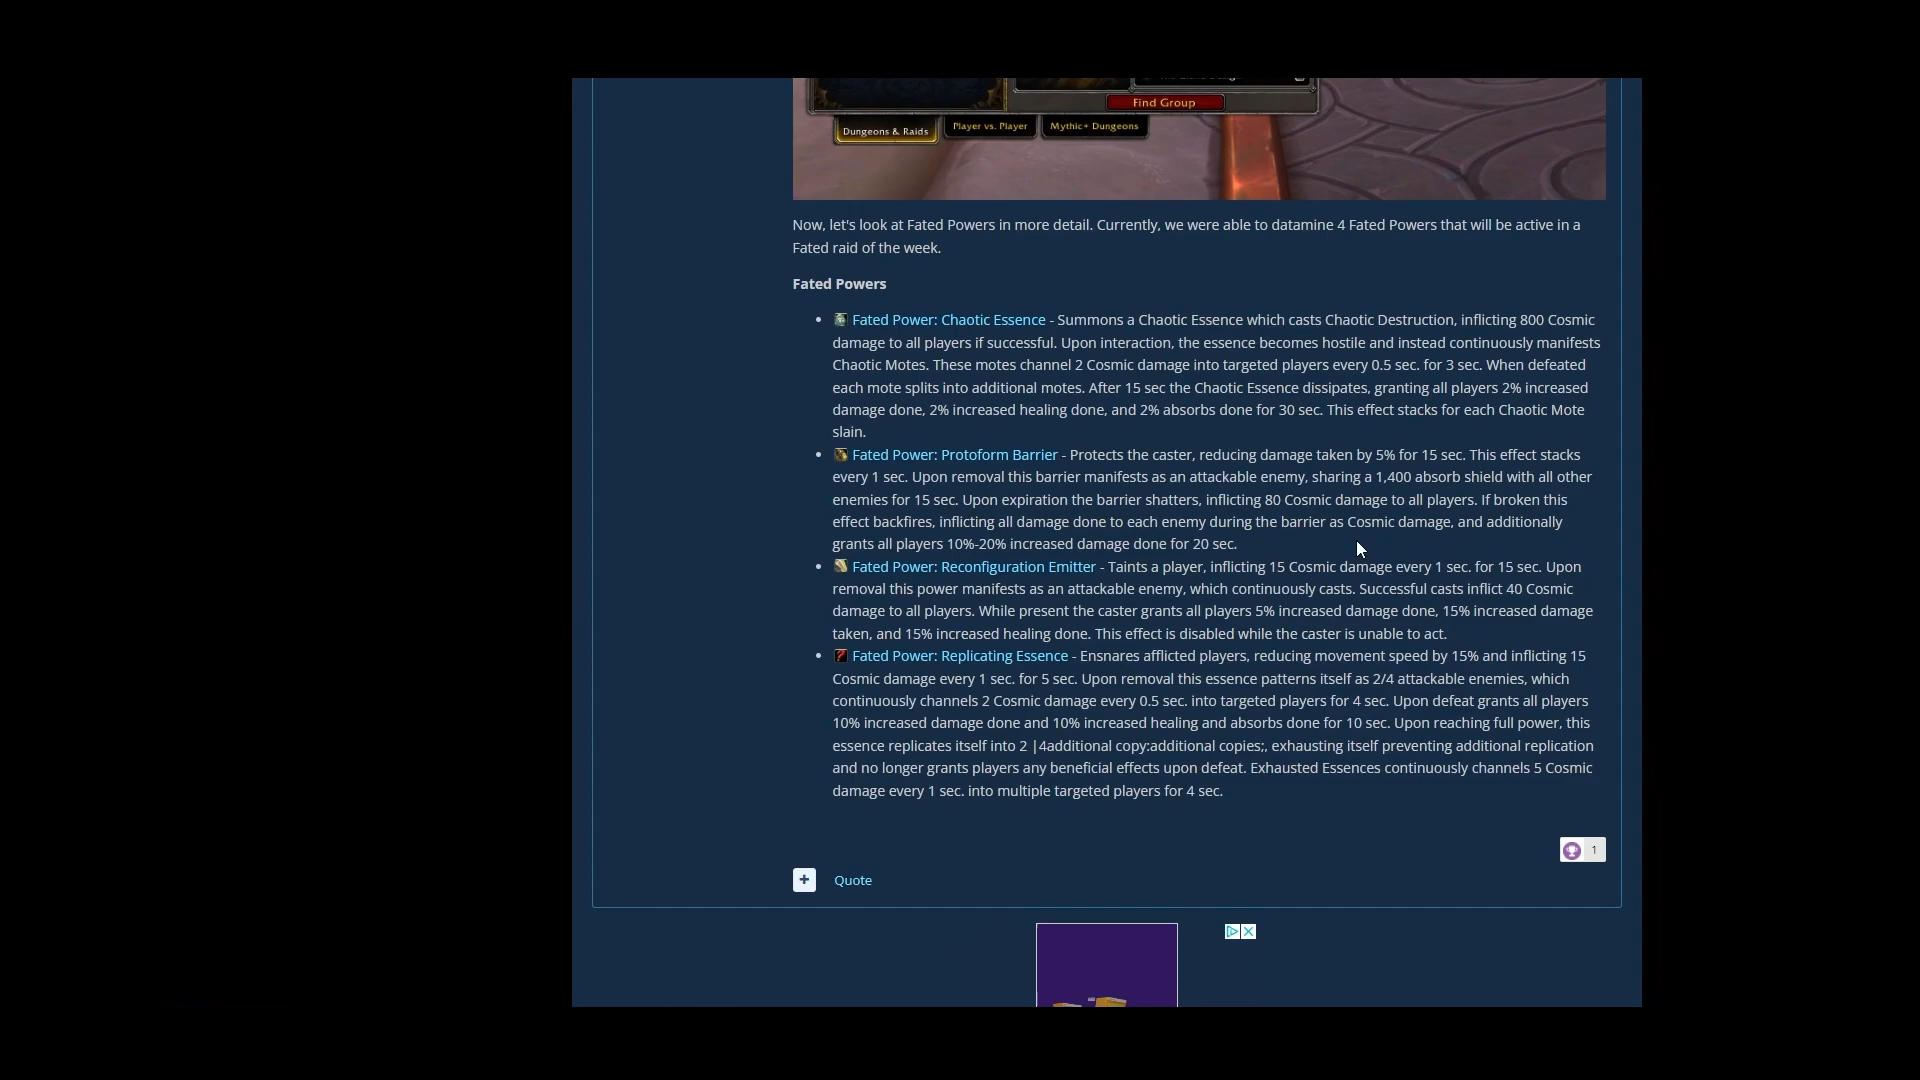 Find Group
Dungeons & Raids
Player vs. Player
Mythic+ Dungeons
Now, let's look at Fated Powers in more detail. Currently, we were able to datamine 4 Fated Powers that will be active in a
Fated raid of the week.
Fated Powers
Fated Power: Chaotic Essence - Summons a Chaotic Essence which casts Chaotic Destruction, inflicting 800 Cosmic
damage to all players if successful. Upon interaction, the essence becomes hostile and instead continuously manifests
Chaotic Motes. These motes channel 2 Cosmic damage into targeted players every 0.5 sec. for 3 sec. When defeated
each mote splits into additional motes. After 15 sec the Chaotic Essence dissipates, granting all players 2% increased
damage done, 2% increased healing done, and 2% absorbs done for 30 sec. This effect stacks for each Chaotic Mote
slain.
Fated Power: Protoform Barrier - Protects the caster, reducing damage taken by 5% for 15 sec. This effect stacks
every 1 sec. Upon removal this barrier manifests as an attackable enemy, sharing a 1,400 absorb shield with all other
enemies for 15 sec. Upon expiration the barrier shatters, inflicting 80 Cosmic damage to all players. If broken this
effect backfires, inflicting all damage done to each enemy during the barrier as Cosmic damage, and additionally
grants all players 10%-20% increased damage done for 20 sec.
Fated Power: Reconfiguration Emitter - Taints a player, inflicting 15 Cosmic damage every 1 sec. for 15 sec. Upon
removal this power manifests as an attackable enemy, which continuously casts. Successful casts inflict 40 Cosmic
damage to all players. While present the caster grants all players 5% increased damage done, 15% increased damage
taken, and 15% increased healing done. This effect is disabled while the caster is unable to act.
Fated Power: Replicating Essence - Ensnares afflicted players, reducing movement speed by 15% and inflicting 15
Cosmic damage every 1 sec. for 5 sec. Upon removal this essence patterns itself as 2/4 attackable enemies, which
continuously channels 2 Cosmic damage every 0.5 sec. into targeted players for 4 sec. Upon defeat grants all players
10% increased damage done and 10% increased healing and absorbs done for 10 sec. Upon reaching full power, this
essence replicates itself into 2 |4additional copy:additional copies;, exhausting itself preventing additional replication
and no longer grants players any beneficial effects upon defeat. Exhausted Essences continuously channels 5 Cosmic
damage every 1 sec. into multiple targeted players for 4 sec.
1
+ Quote